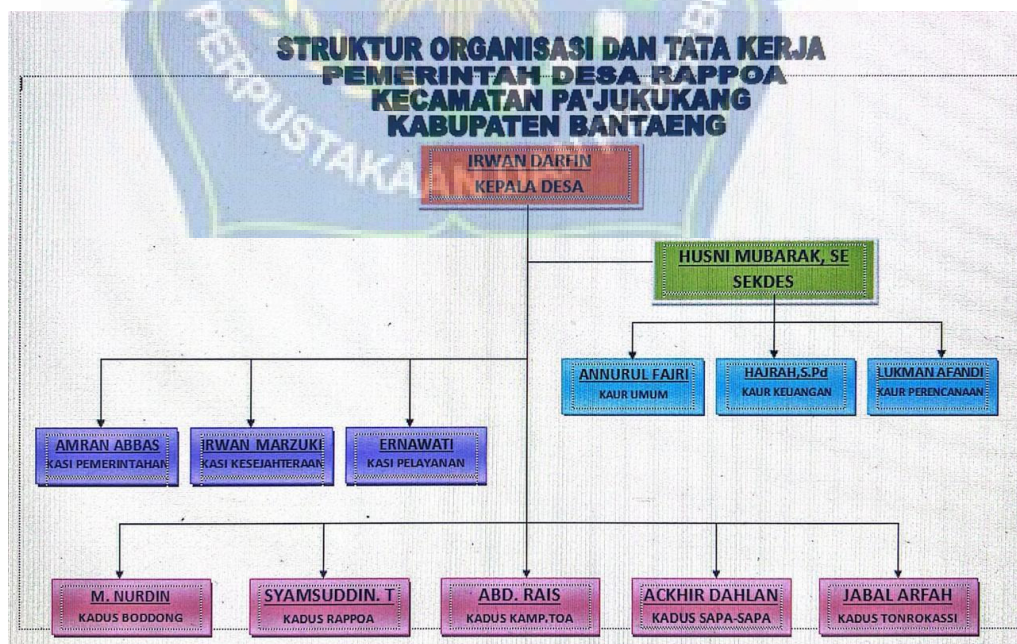 STRUKTUR ORGANISASI DAN TATA KERJA
PEMERINTAH DESA RAPPOA
KECAMATAN PA'JUKUKANG
KABUPATEN BANTAENG
IRWAN DARFIN
KEPALA DESA
HUSNI MUBARAK, SE
SEKDES
ANNURUL FAJRI
KAUR UMUM
HAJRAH,S.Pd
KAUR KEUANGAN
LUKMAN AFANDI
KAUR PERENCANAAN
AMRAN ABBAS
KASI PEMERINTAHAN
IRWAN MARZUKI
KASI KESEJAHTERAAN
ERNAWATI
KASI PELAYANAN
M. NURDIN
KADUS BODDONG
SYAMSUDDIN. T
KADUS RAPPOA
ABD. RAIS
KADUS KAMP.TOA
ACKHIR DAHLAN
KADUS SAPA-SAPA
JABAL ARFAH
KADUS TONROKASSI
PERPUSTAKAAN DAN